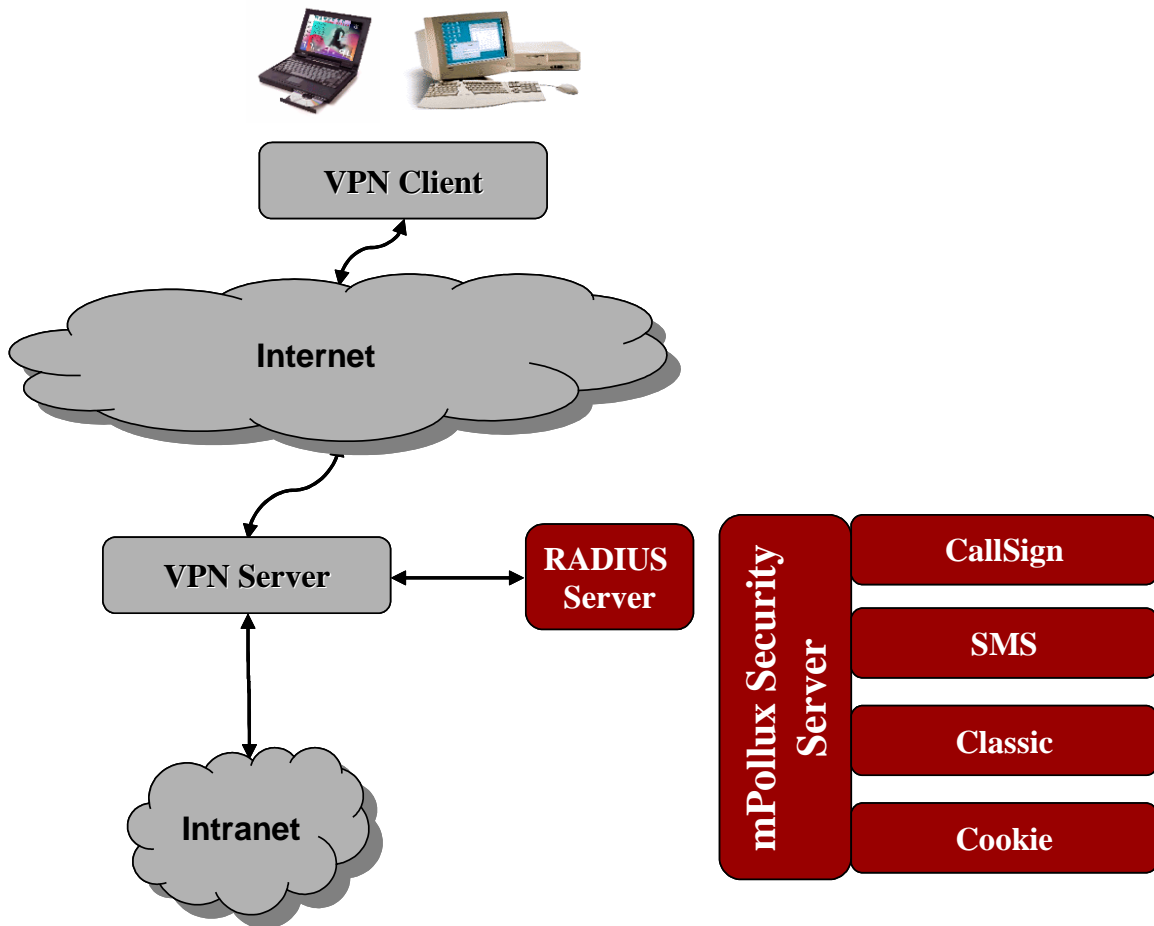 VPN Client
Internet
VPN Server
RADIUS
Server
mPollux Security
Server
CallSign
SMS
Classic
Cookie
Intranet